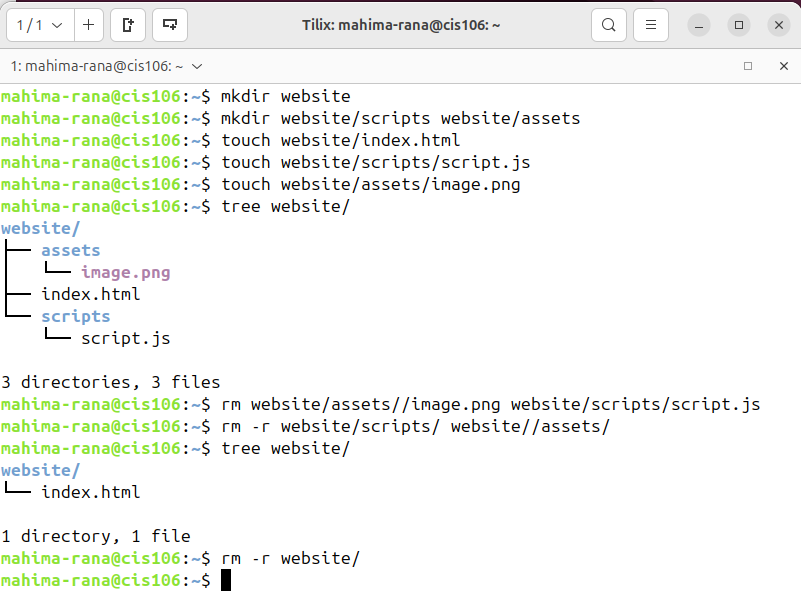 1 / 1
Tilix: mahima-rana@cis106: ~
1: mahima-rana@cis106: ~
mahima-rana@cis106:~$ mkdir website
mahima-rana@cis106:~$ mkdir website/scripts website/assets
mahima-rana@cis106:~$ touch website/index.html
mahima-rana@cis106:~$ touch website/scripts/script.js
mahima-rana@cis106:~$ touch website/assets/image.png
mahima-rana@cis106:~$ tree website/
website/
├── assets
│   └── image.png
├── index.html
└── scripts
    └── script.js
3 directories, 3 files
mahima-rana@cis106:~$ rm website/assets//image.png website/scripts/script.js
mahima-rana@cis106:~$ rm -r website/scripts/ website//assets/
mahima-rana@cis106:~$ tree website/
website/
└── index.html
1 directory, 1 file
mahima-rana@cis106:~$ rm -r website/
mahima-rana@cis106:~$